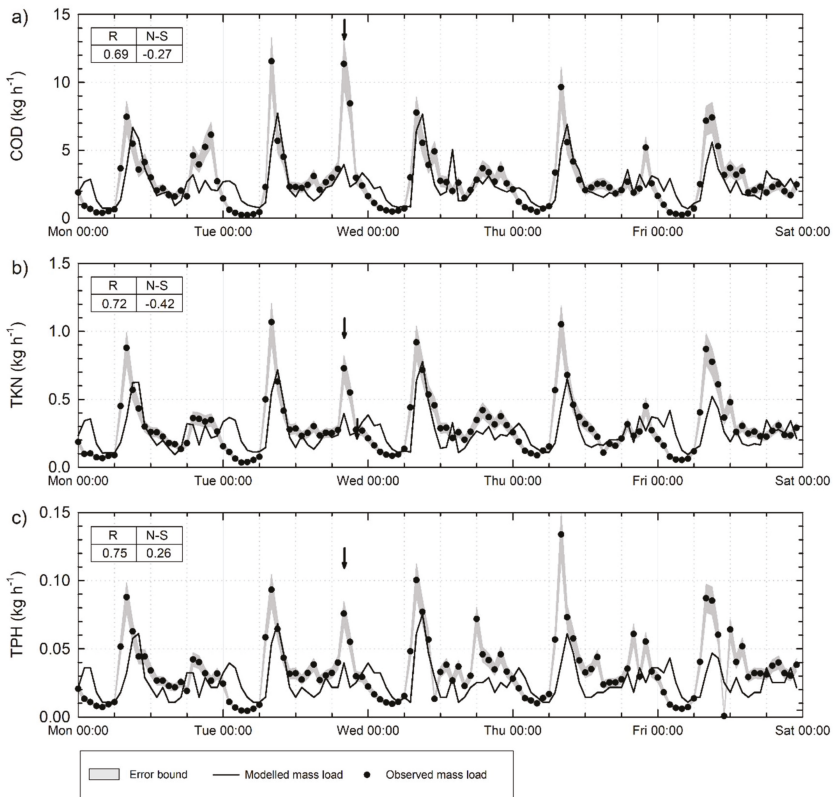 a)
R N-S
0.69 -0.27
COD (kg h⁻¹)
15
10
5
0
Mon 00:00 Tue 00:00 Wed 00:00 Thu 00:00 Fri 00:00 Sat 00:00
b)
R N-S
0.72 -0.42
TKN (kg h⁻¹)
1.5
1.0
0.5
0.0
Mon 00:00 Tue 00:00 Wed 00:00 Thu 00:00 Fri 00:00 Sat 00:00
c)
R N-S
0.75 0.26
TPH (kg h⁻¹)
0.15
0.10
0.05
0.00
Mon 00:00 Tue 00:00 Wed 00:00 Thu 00:00 Fri 00:00 Sat 00:00
Error bound Modelled mass load Observed mass load